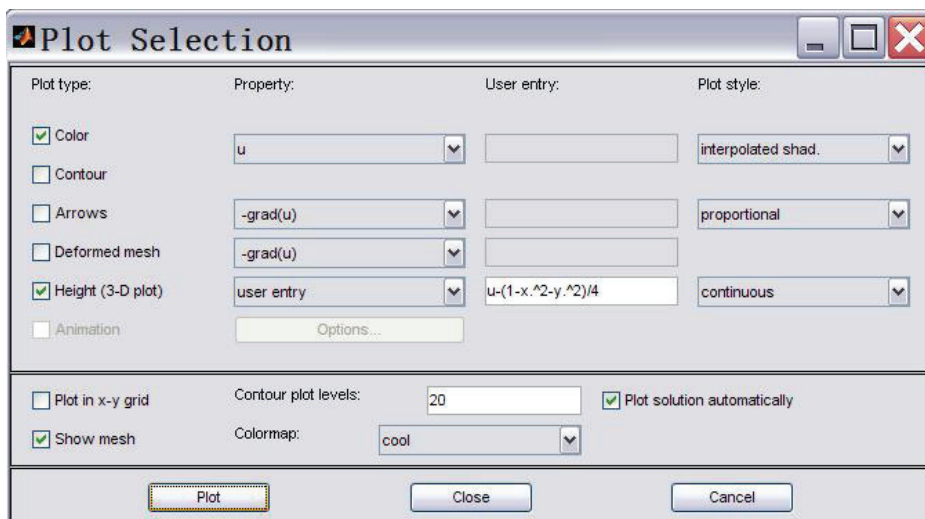 Plot Selection
Plot type: Property: User entry: Plot style:
Color u interpolated shad.
Contour
Arrows -grad(u) proportional
Deformed mesh -grad(u)
Height (3-D plot) user entry u-(1-x.^2-y.^2)/4 continuous
Animation Options...
Plot in x-y grid Contour plot levels: 20 Plot solution automatically
Show mesh Colormap: cool
Plot Close Cancel